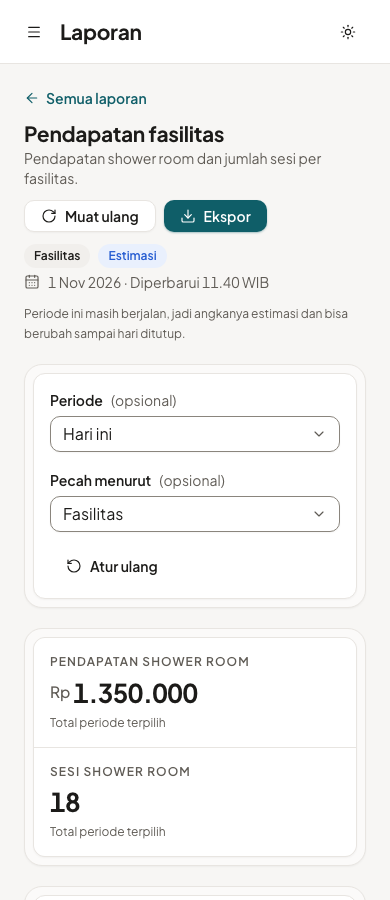 Laporan
Semua laporan
Pendapatan fasilitas
Pendapatan shower room dan jumlah sesi per
fasilitas.
Muat ulang
Ekspor
Fasilitas
Estimasi
1 Nov 2026 · Diperbarui 11.40 WIB
Periode ini masih berjalan, jadi angkanya estimasi dan bisa
berubah sampai hari ditutup.
Periode (opsional)
Hari ini
Pecah menurut (opsional)
Fasilitas
Atur ulang
PENDAPATAN SHOWER ROOM
Rp 1.350.000
Total periode terpilih
SESI SHOWER ROOM
18
Total periode terpilih